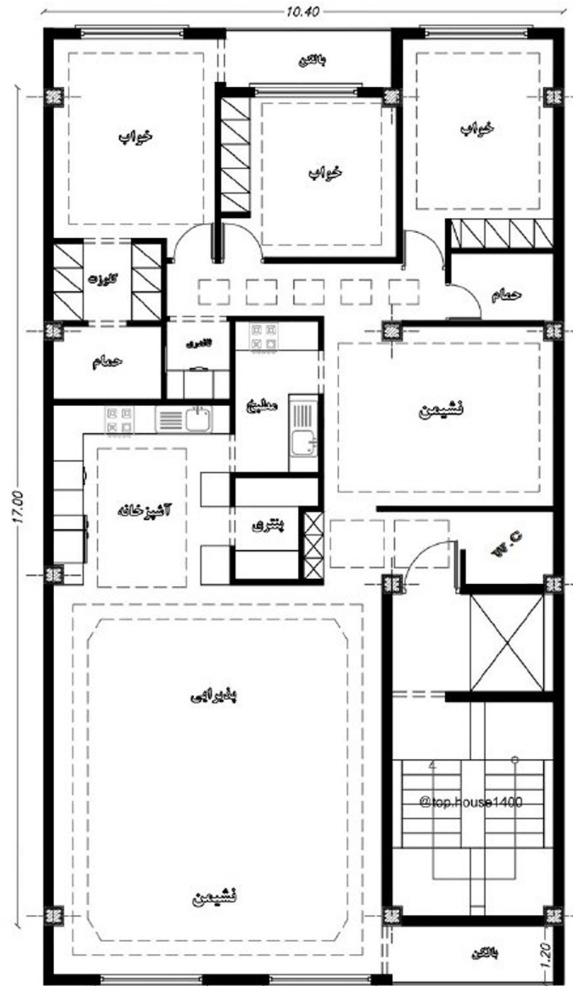 10.40
بالکن
خواب
خواب
خواب
کلوزت
حمام
حمام
لاندری
مطبخ
نشیمن
17.00
آشپزخانه
پنتری
W.C
پذیرایی
@top.house1400
نشیمن
بالکن
1.20